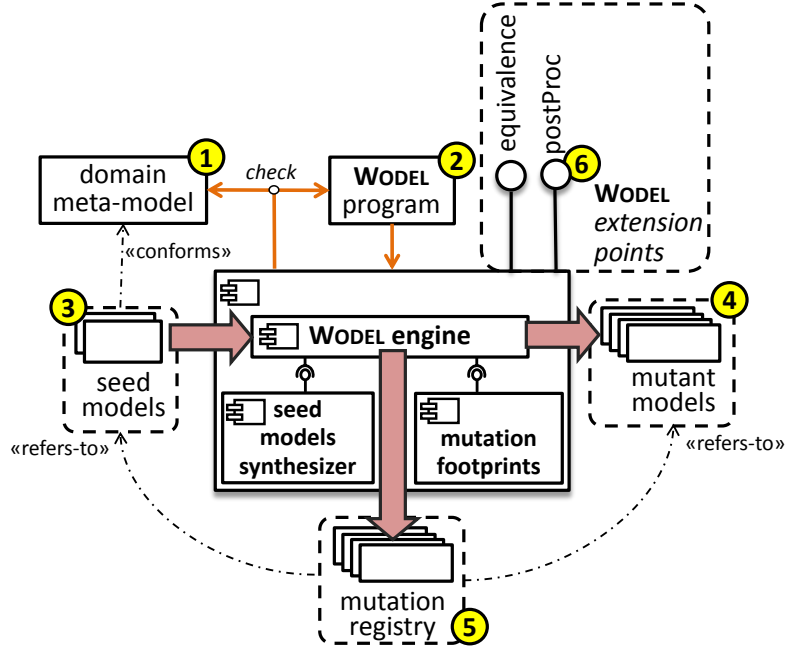 equivalence
postProc
6
WODEL
extension
points
1
domain
meta-model
check
2
WODEL
program
«conforms»
3
seed
models
WODEL engine
4
mutant
models
seed
models
synthesizer
mutation
footprints
«refers-to»
«refers-to»
mutation
registry
5